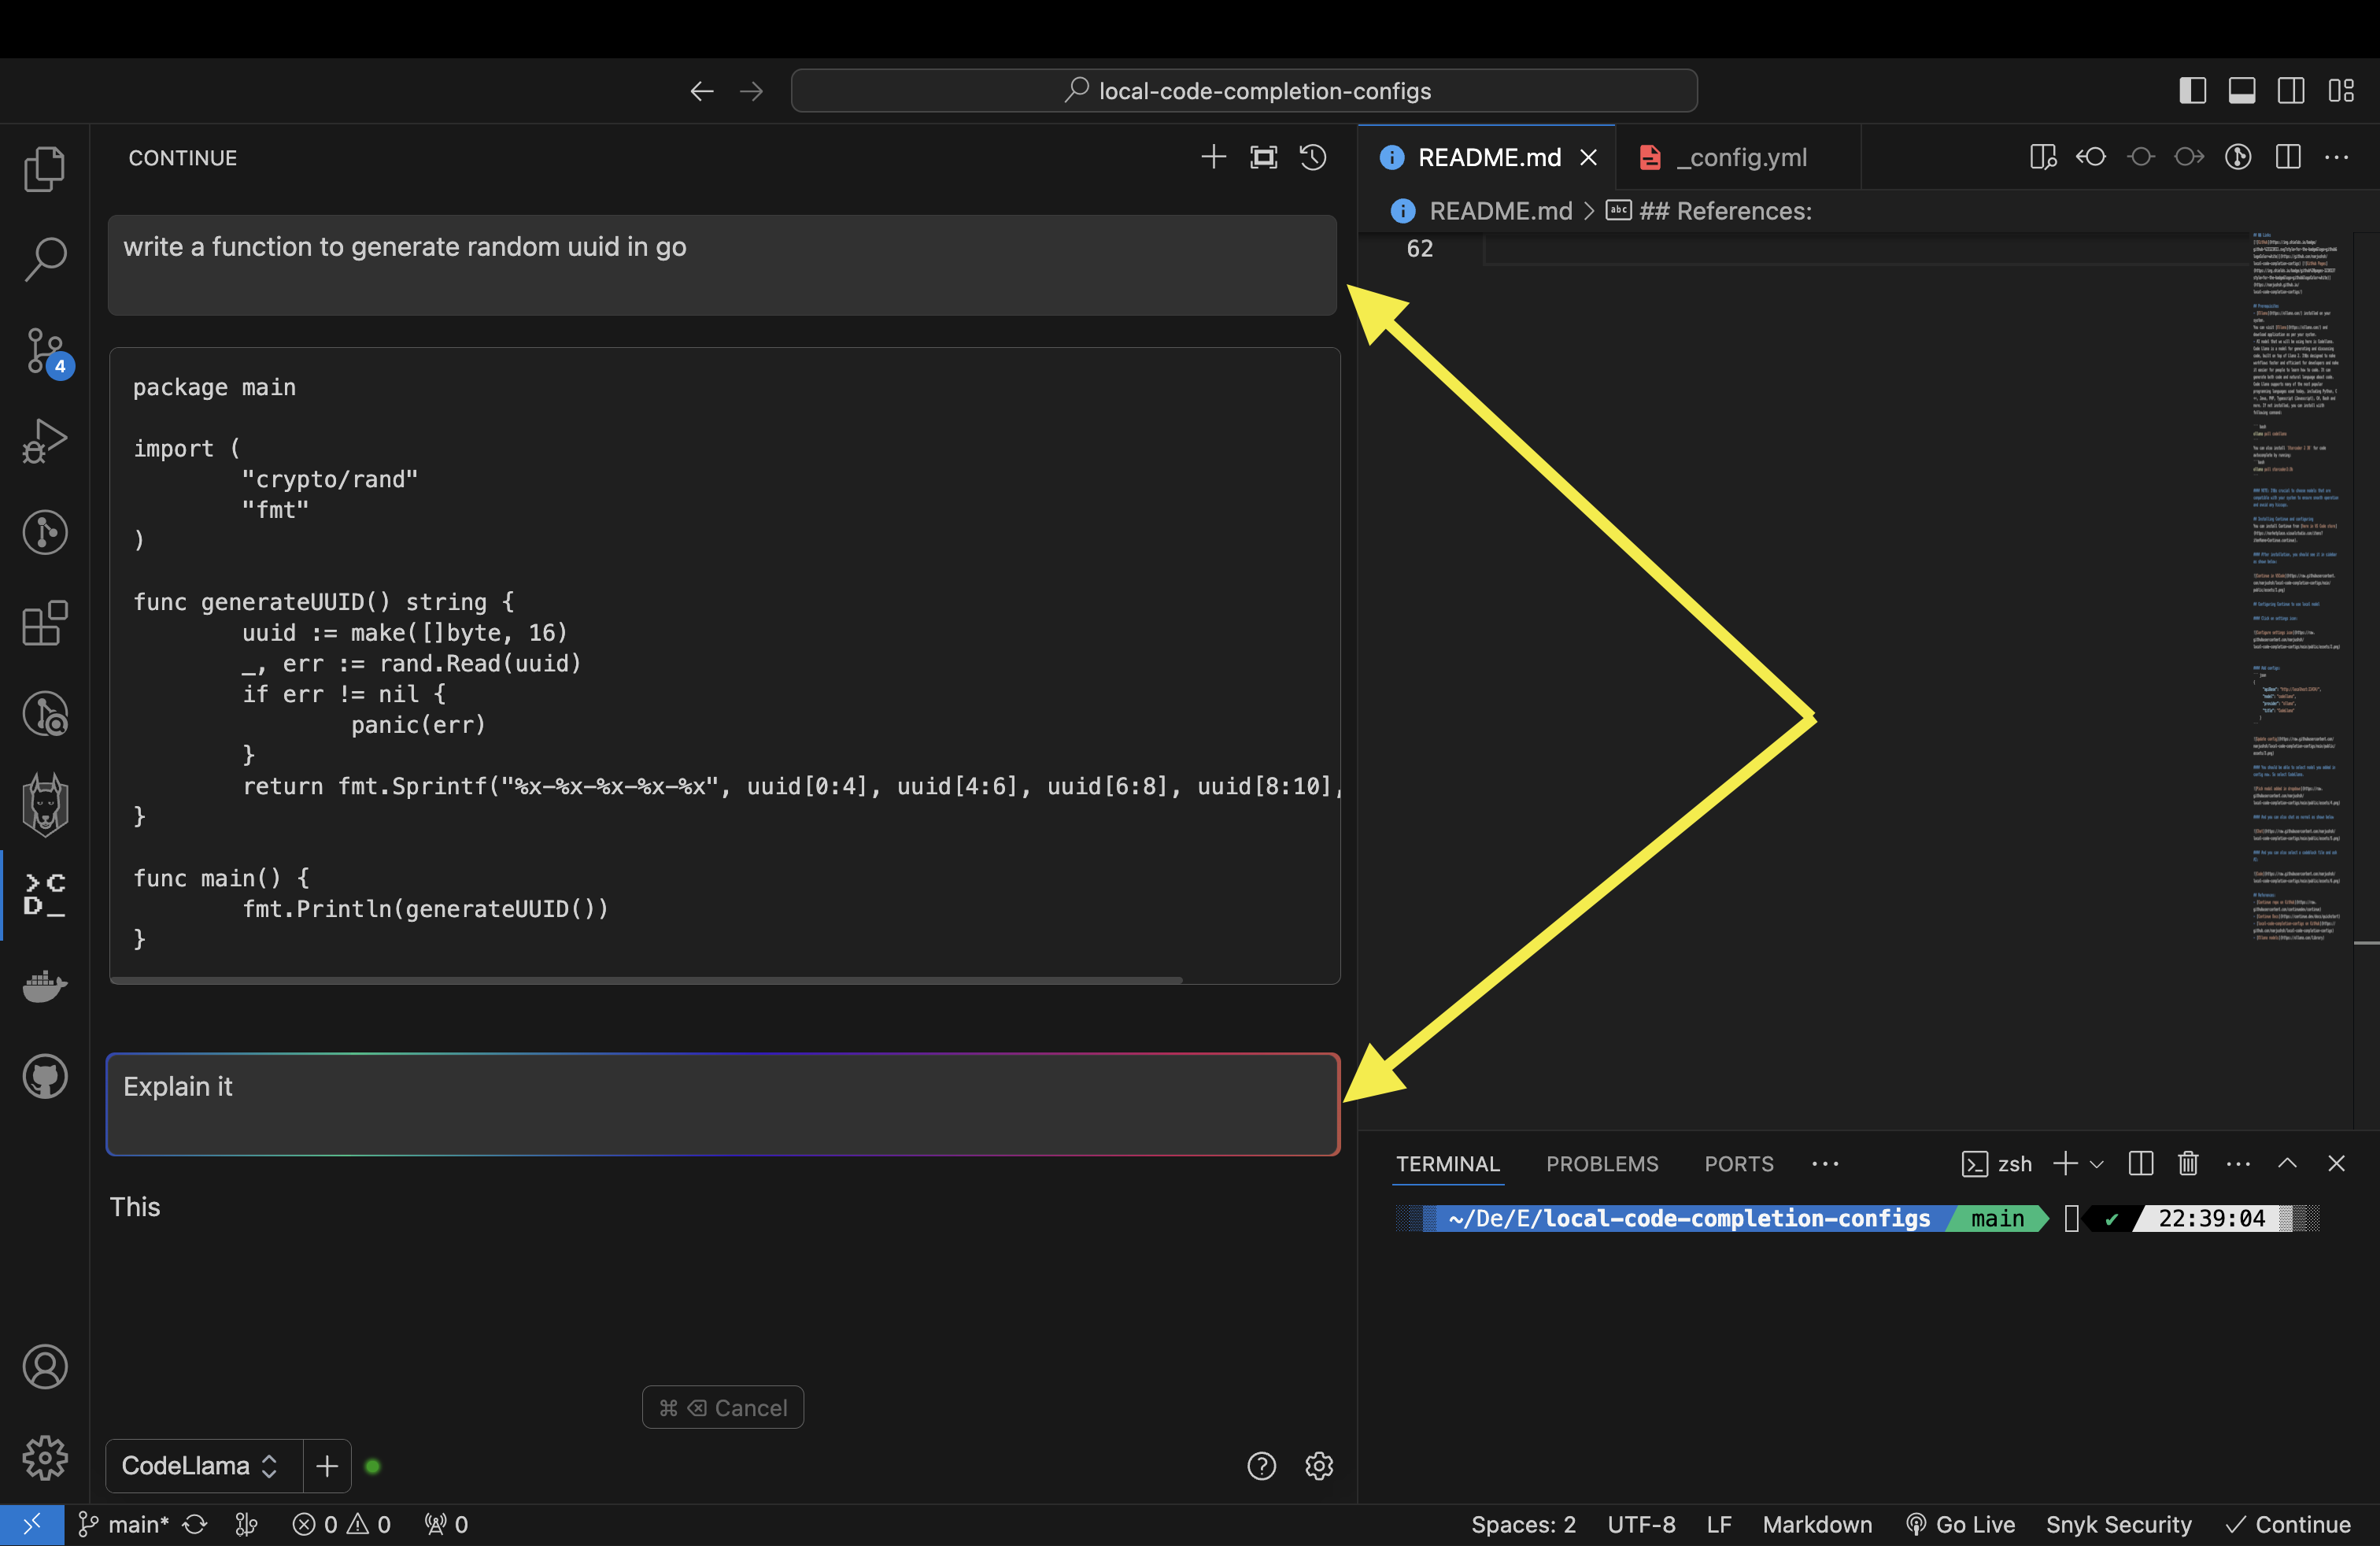 local-code-completion-configs
CONTINUE
README.md
_config.yml
README.md > abc ## References:
write a function to generate random uuid in go
62
package main
import (
"crypto/rand"
"fmt"
)
func generateUUID() string {
uuid := make([]byte, 16)
_, err := rand.Read(uuid)
if err != nil {
panic(err)
}
return fmt.Sprintf("%x-%x-%x-%x-%x", uuid[0:4], uuid[4:6], uuid[6:8], uuid[8:10],
}
func main() {
fmt.Println(generateUUID())
}
4
>C
D_
Explain it
This
Cancel
CodeLlama
TERMINAL PROBLEMS PORTS ··· zsh
~/De/E/local-code-completion-configs main ✔ 22:39:04
main* 0 0 0 Spaces: 2 UTF-8 LF Markdown Go Live Snyk Security ✓ Continue